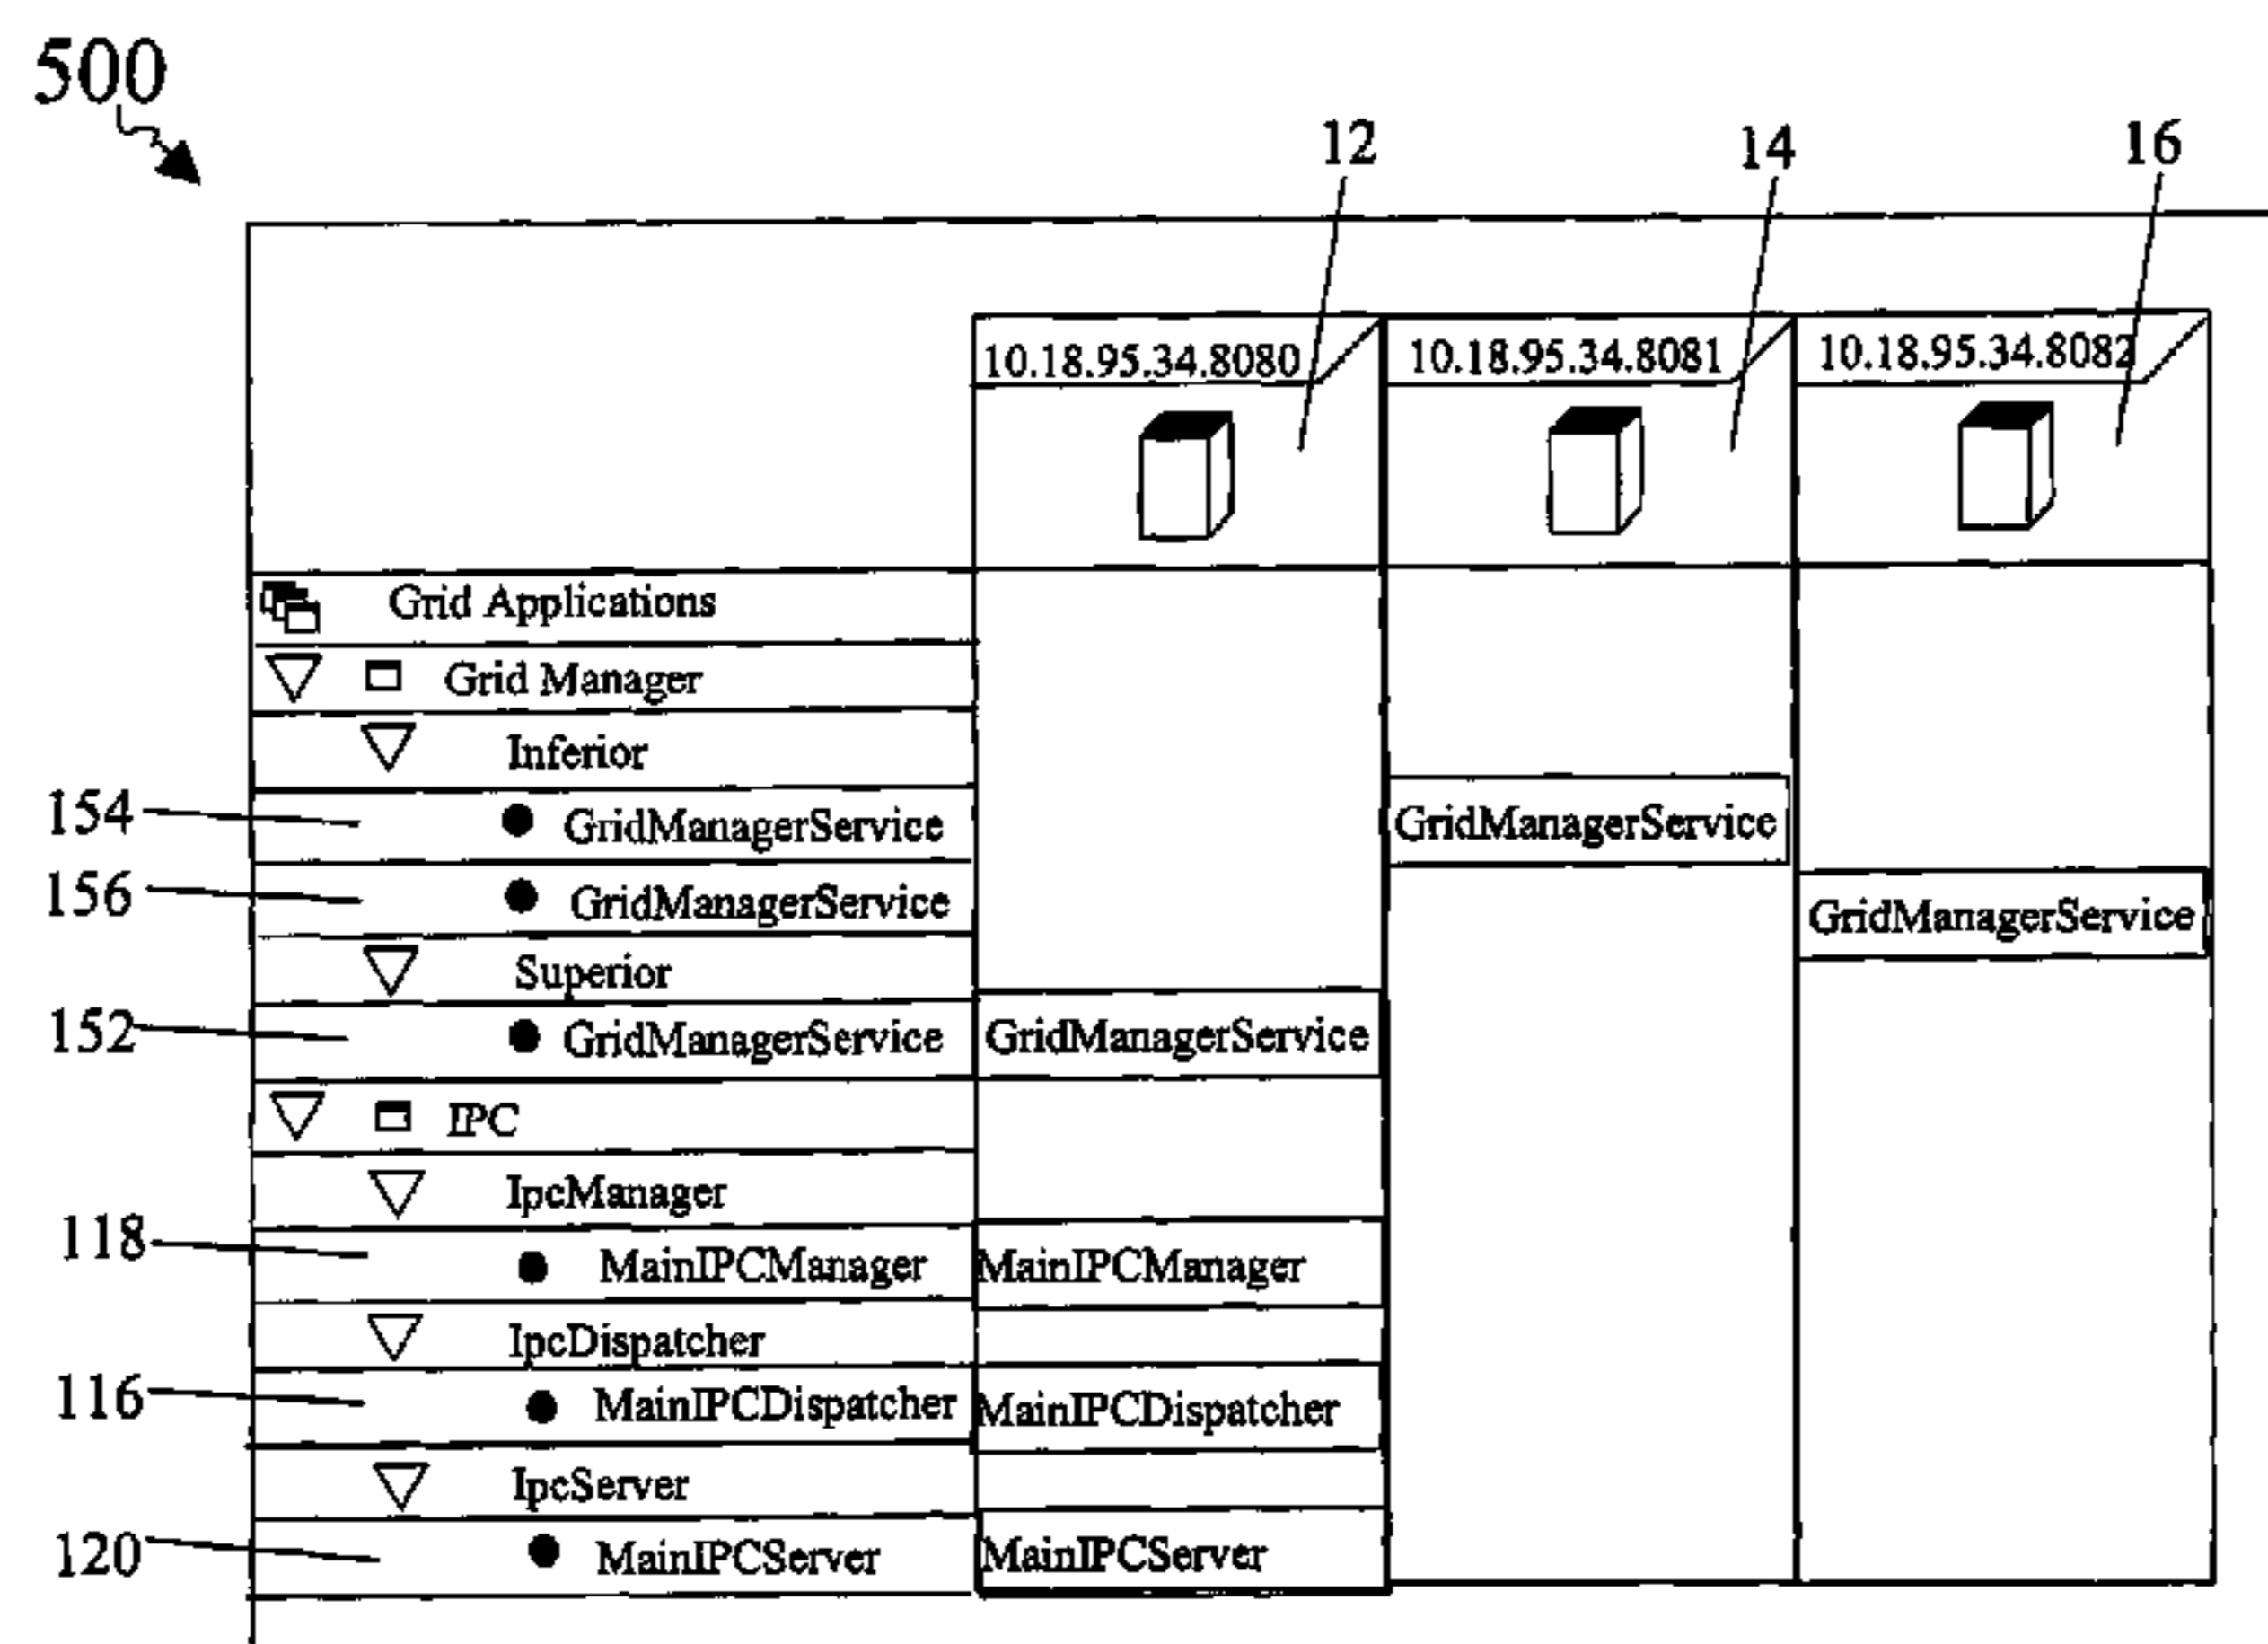 500
12 14 16
10.18.95.34.8080 10.18.95.34.8081 10.18.95.34.8082
Grid Applications
Grid Manager
Inferior
154 GridManagerService GridManagerService
156 GridManagerService GridManagerService
Superior
152 GridManagerService GridManagerService
IPC
IpcManager
118 MainIPCManager MainIPCManager
IpcDispatcher
116 MainIPCDispatcher MainIPCDispatcher
IpcServer
120 MainIPCServer MainIPCServer